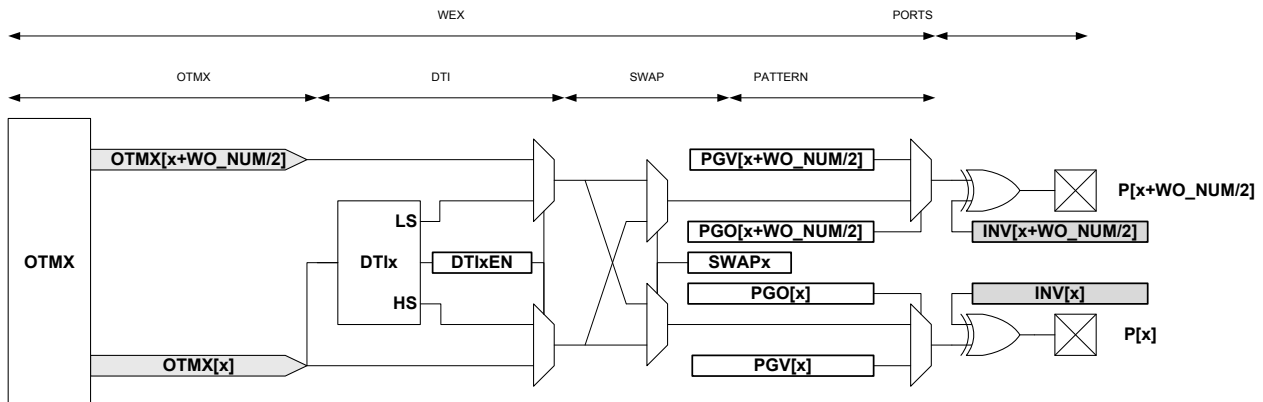 WEX PORTS
OTMX DTI SWAP PATTERN
OTMX[x+WO_NUM/2] PGV[x+WO_NUM/2]
P[x+WO_NUM/2]
LS
PGO[x+WO_NUM/2] INV[x+WO_NUM/2]
OTMX DTIx DTIxEN SWAPx
HS PGO[x] INV[x]
P[x]
OTMX[x] PGV[x]